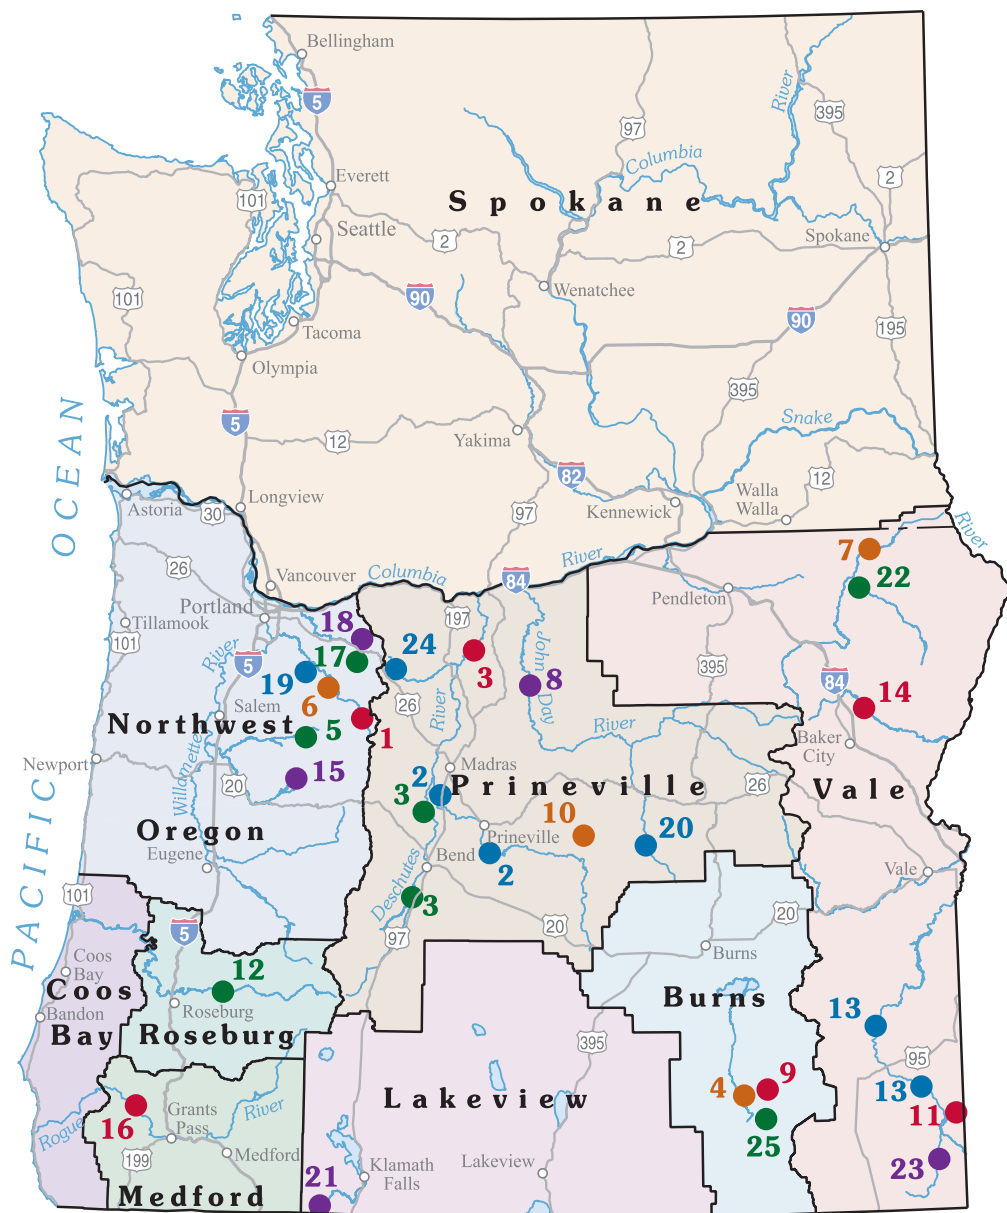 Bellingham
5
97
395
River
Columbia
Everett
101
2
Spokane
Seattle
2
2
Spokane
101
90
Wenatchee
Tacoma
90
195
Olympia
395
OCEAN
5
12
Yakima
Snake
82
12
Longview
Walla
Walla
Astoria
30
97
Kennewick
River
River
7
26
Vancouver
Columbia
84
22
Portland
Pendleton
Tillamook
18
197
101
River
17
24
395
5
19
3
8
84
John
Day
14
6
26
River
Salem
River
Northwest
5
1
Baker
City
Newport
15
Madras
2
Willamette
20
Prineville
26
Vale
3
10
Oregon
Prineville
20
Eugene
Bend
2
Vale
PACIFIC
101
Deschutes
3
20
5
97
20
Burns
Coos
Bay
12
Coos
Bay
Bandon
Roseburg
Roseburg
Burns
13
395
95
9
13
Lakeview
4
11
Grants
Pass
River
Rogue
16
25
199
Medford
Klamath
Falls
Lakeview
23
21
Medford